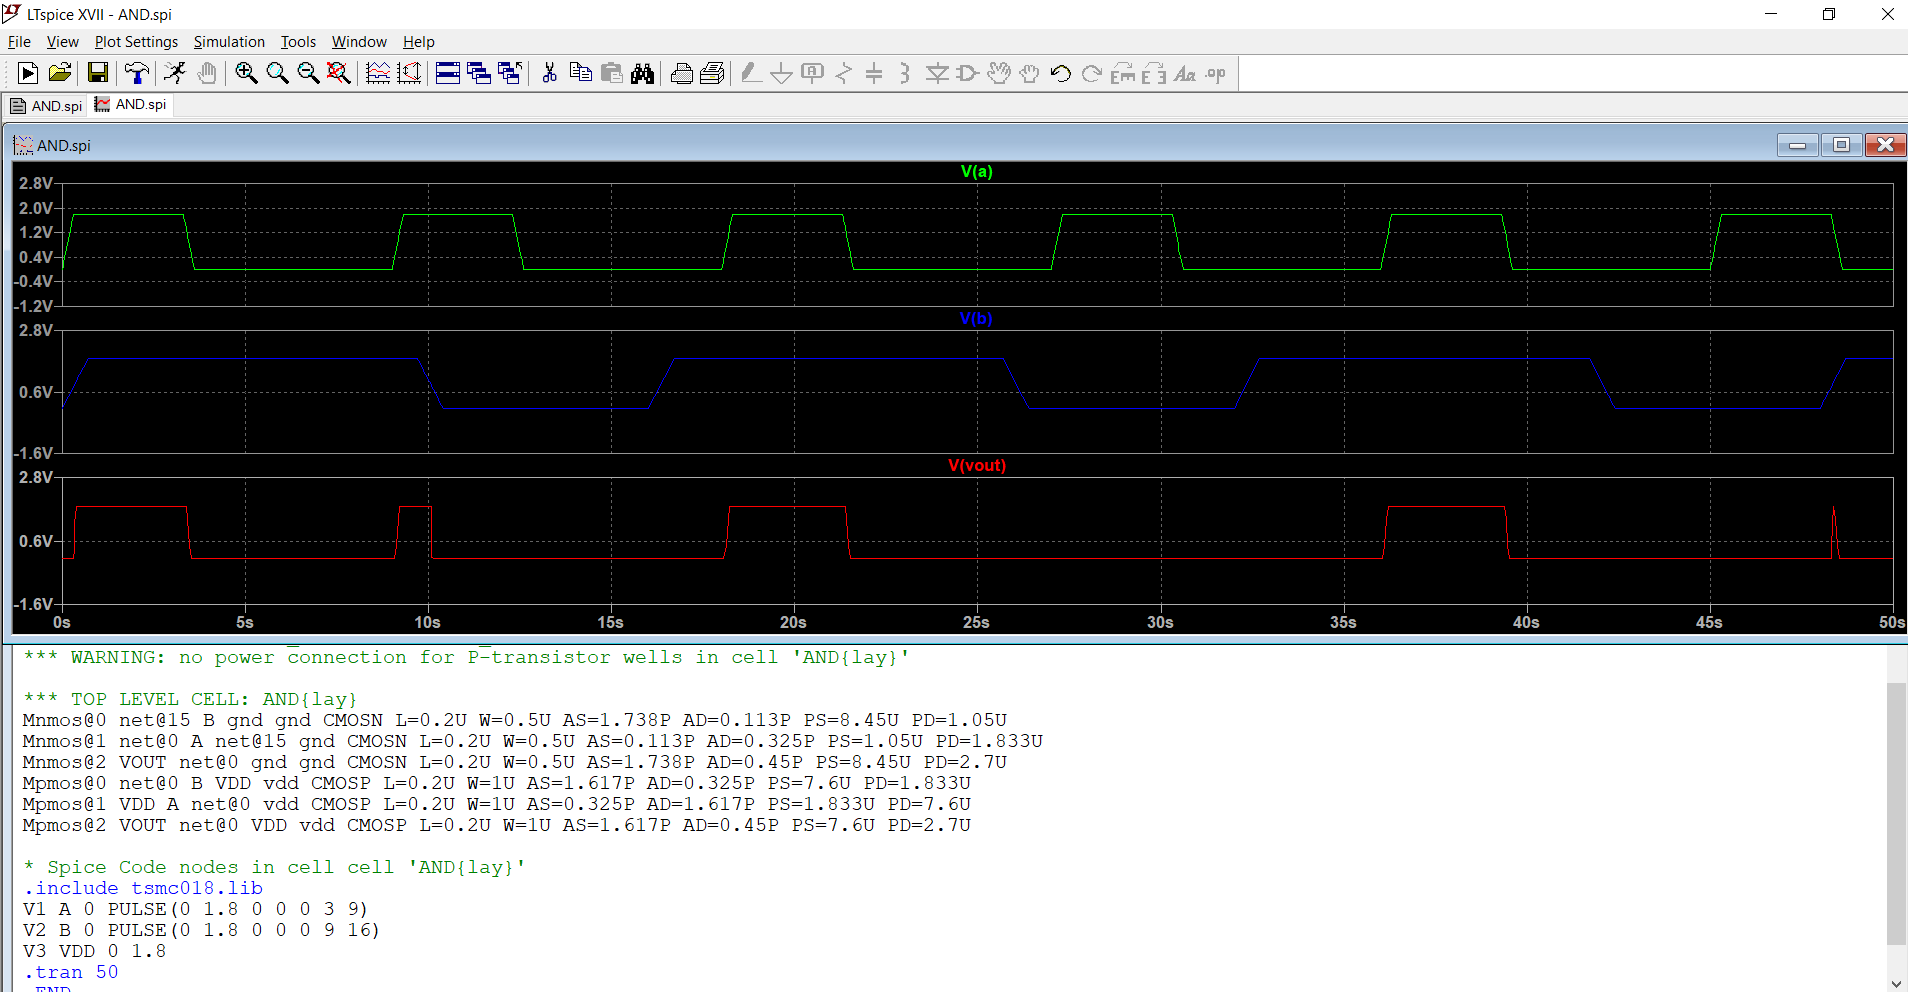 LTspice XVII - AND.spi
File View Plot Settings Simulation Tools Window Help
AND.spi AND.spi
AND.spi
V(a)
2.8V
2.0V
1.2V
0.4V
-0.4V
-1.2V
V(b)
2.8V
0.6V
-1.6V
V(vout)
2.8V
0.6V
-1.6V
0s 5s 10s 15s 20s 25s 30s 35s 40s 45s 50s
*** WARNING: no power connection for P-transistor wells in cell 'AND{lay}'
*** TOP LEVEL CELL: AND{lay}
Mnmos@0 net@15 B gnd gnd CMOSN L=0.2U W=0.5U AS=1.738P AD=0.113P PS=8.45U PD=1.05U
Mnmos@1 net@0 A net@15 gnd CMOSN L=0.2U W=0.5U AS=0.113P AD=0.325P PS=1.05U PD=1.833U
Mnmos@2 VOUT net@0 gnd gnd CMOSN L=0.2U W=0.5U AS=1.738P AD=0.45P PS=8.45U PD=2.7U
Mpmos@0 net@0 B VDD vdd CMOSP L=0.2U W=1U AS=1.617P AD=0.325P PS=7.6U PD=1.833U
Mpmos@1 VDD A net@0 vdd CMOSP L=0.2U W=1U AS=0.325P AD=1.617P PS=1.833U PD=7.6U
Mpmos@2 VOUT net@0 VDD vdd CMOSP L=0.2U W=1U AS=1.617P AD=0.45P PS=7.6U PD=2.7U
* Spice Code nodes in cell cell 'AND{lay}'
.include tsmc018.lib
V1 A 0 PULSE(0 1.8 0 0 0 3 9)
V2 B 0 PULSE(0 1.8 0 0 0 9 16)
V3 VDD 0 1.8
.tran 50
.END